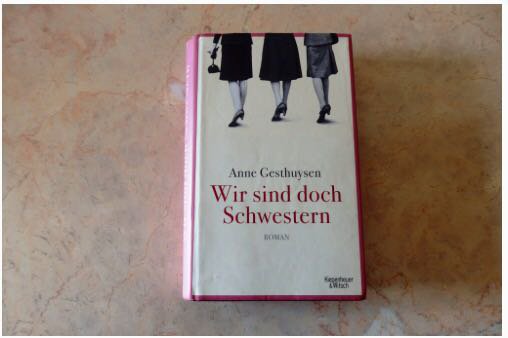 Anne Gesthuysen
Wir sind doch
Schwestern
ROMAN
Kiepenheuer
& Witsch